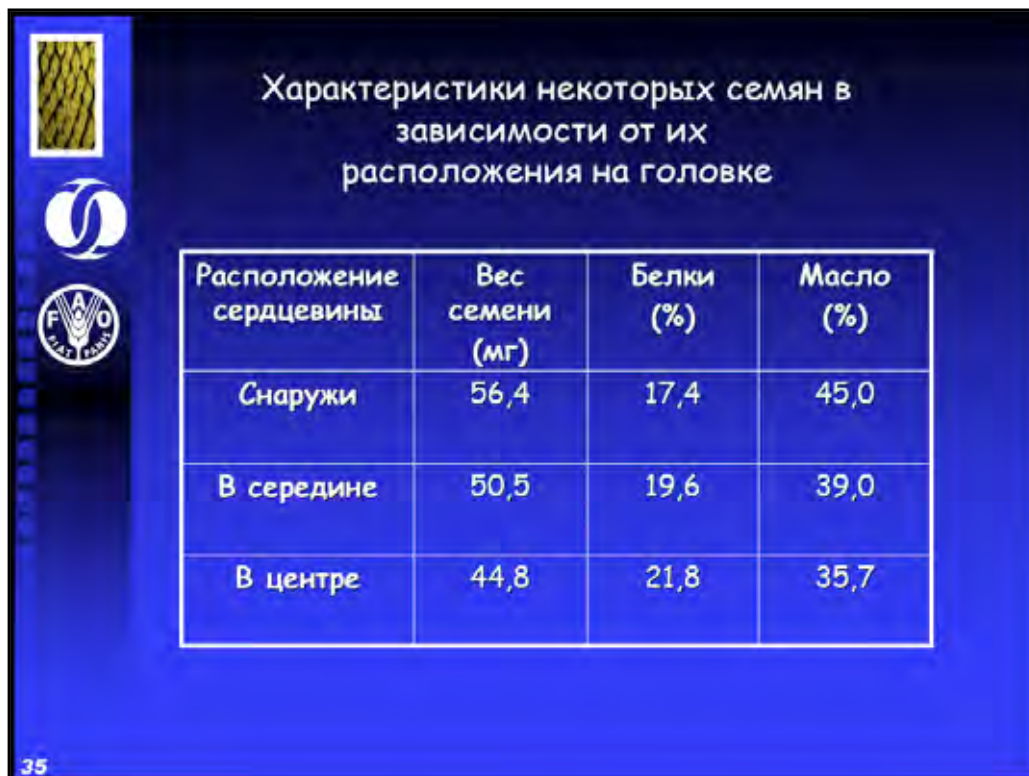 Характеристики некоторых семян в
зависимости от их
расположения на головке
Расположение сердцевины Вес семени (мг) Белки (%) Масло (%)
Снаружи 56,4 17,4 45,0
В середине 50,5 19,6 39,0
В центре 44,8 21,8 35,7
F A O
FIAT PANIS
35